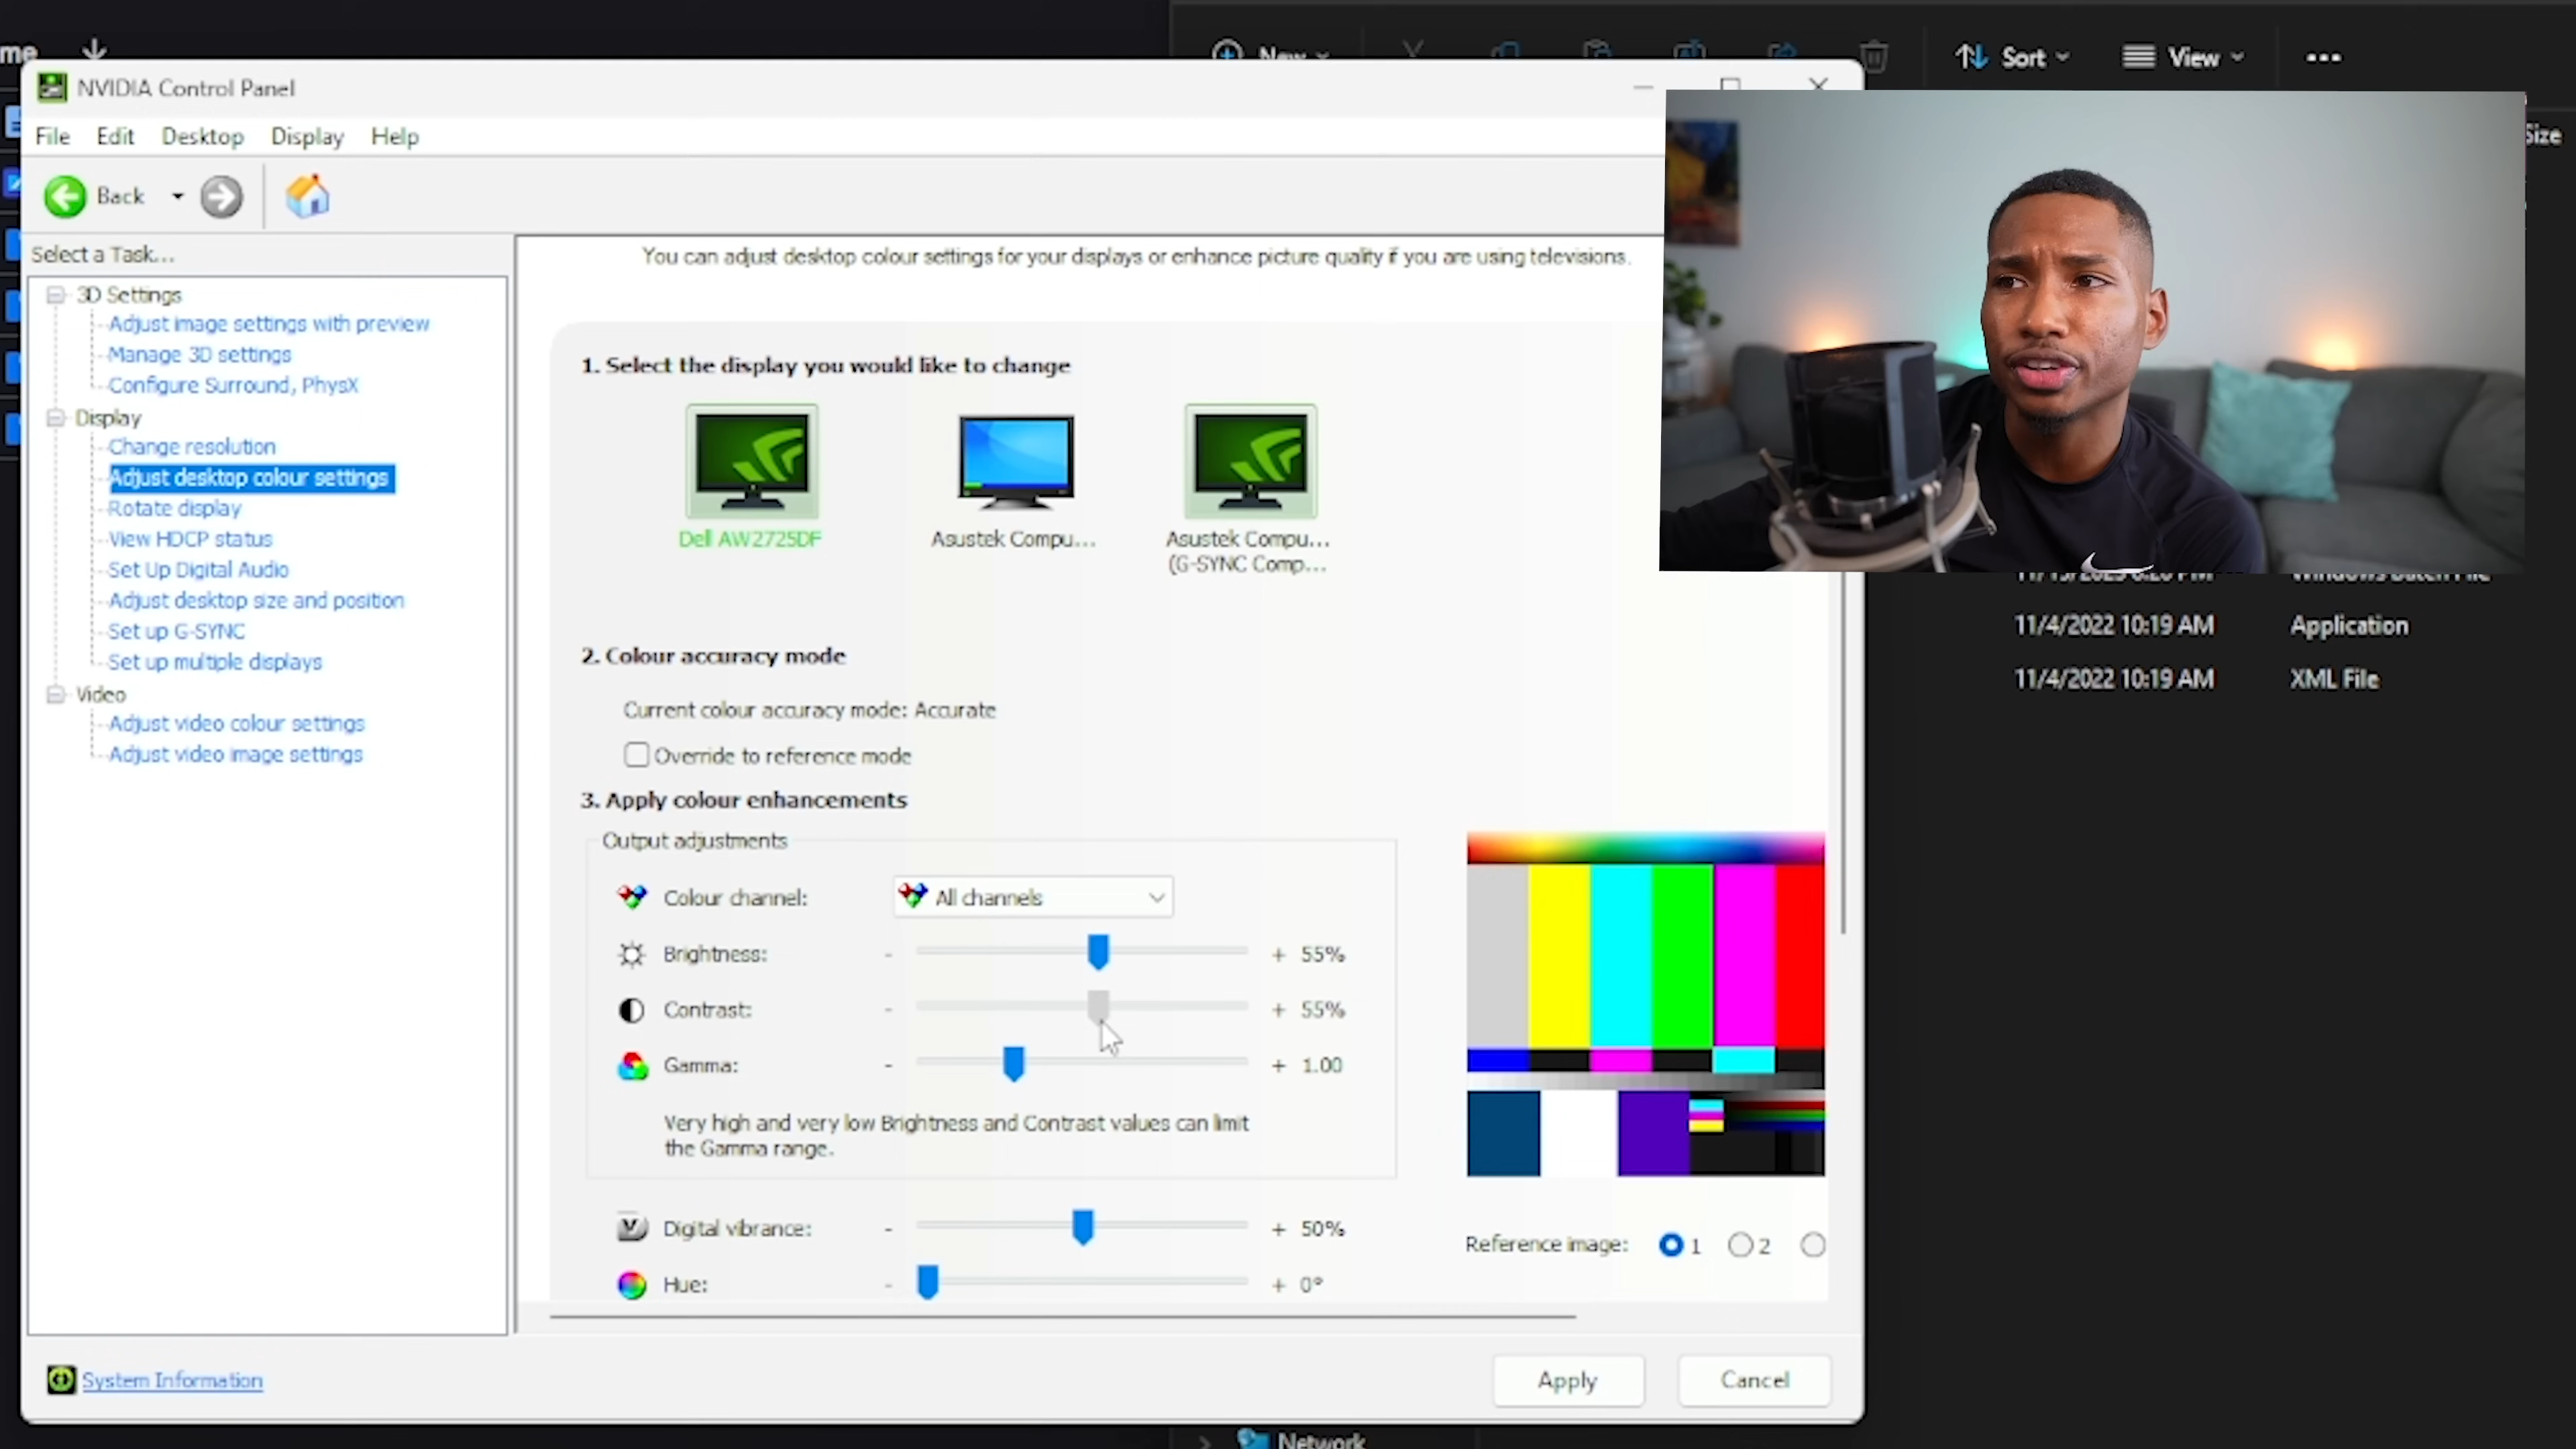 me
New
Sort
View
Size
NVIDIA Control Panel
File Edit Desktop Display Help
Back
Select a Task...
3D Settings
Adjust image settings with preview
Manage 3D settings
Configure Surround, PhysX
Display
Change resolution
Adjust desktop colour settings
Rotate display
View HDCP status
Set Up Digital Audio
Adjust desktop size and position
Set up G-SYNC
Set up multiple displays
Video
Adjust video colour settings
Adjust video image settings
System Information
You can adjust desktop colour settings for your displays or enhance picture quality if you are using televisions.
1. Select the display you would like to change
Dell AW2725DF
Asustek Compu...
Asustek Compu...
(G-SYNC Comp...
2. Colour accuracy mode
Current colour accuracy mode: Accurate
Override to reference mode
3. Apply colour enhancements
Output adjustments
Colour channel: All channels
Brightness: - + 55%
Contrast: - + 55%
Gamma: - + 1.00
Very high and very low Brightness and Contrast values can limit
the Gamma range.
Digital vibrance: - + 50%
Hue: - + 0°
Reference image: 1 2
Apply Cancel
Windows Batch File
11/4/2022 10:19 AM Application
11/4/2022 10:19 AM XML File
Network